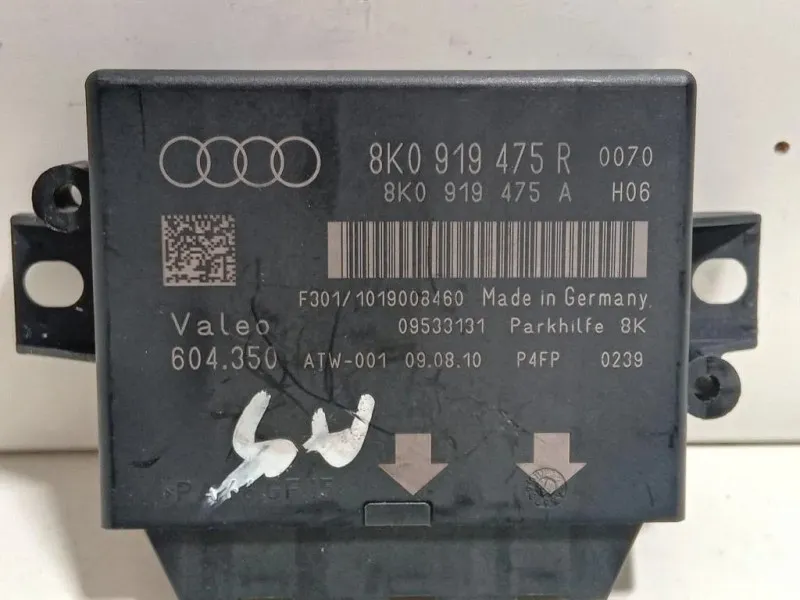 8K0 919 475 R 0070
8K0 919 475 A H06
F301/1019008460 Made in Germany
Valeo 09533131 Parkhilfe 8K
604.350 ATW-001 09.08.10 P4FP 0239